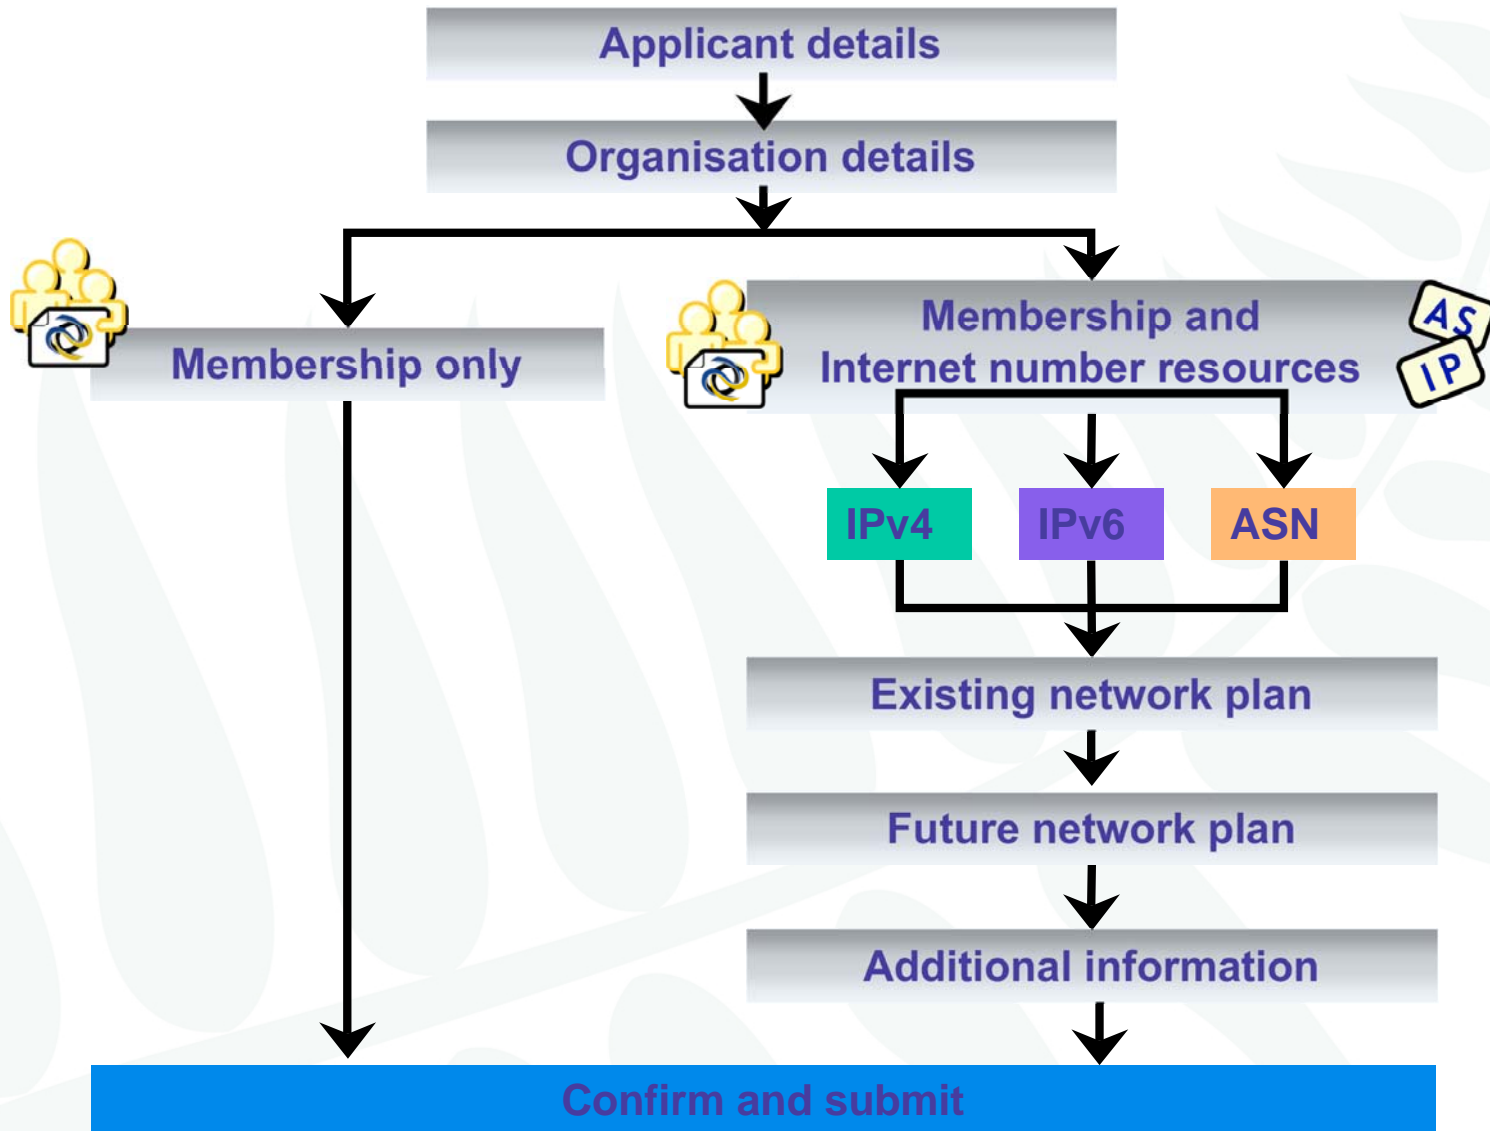 Applicant details
Organisation details
Membership only
Membership and
Internet number resources
AS
IP
IPv4
IPv6
ASN
Existing network plan
Future network plan
Additional information
Confirm and submit